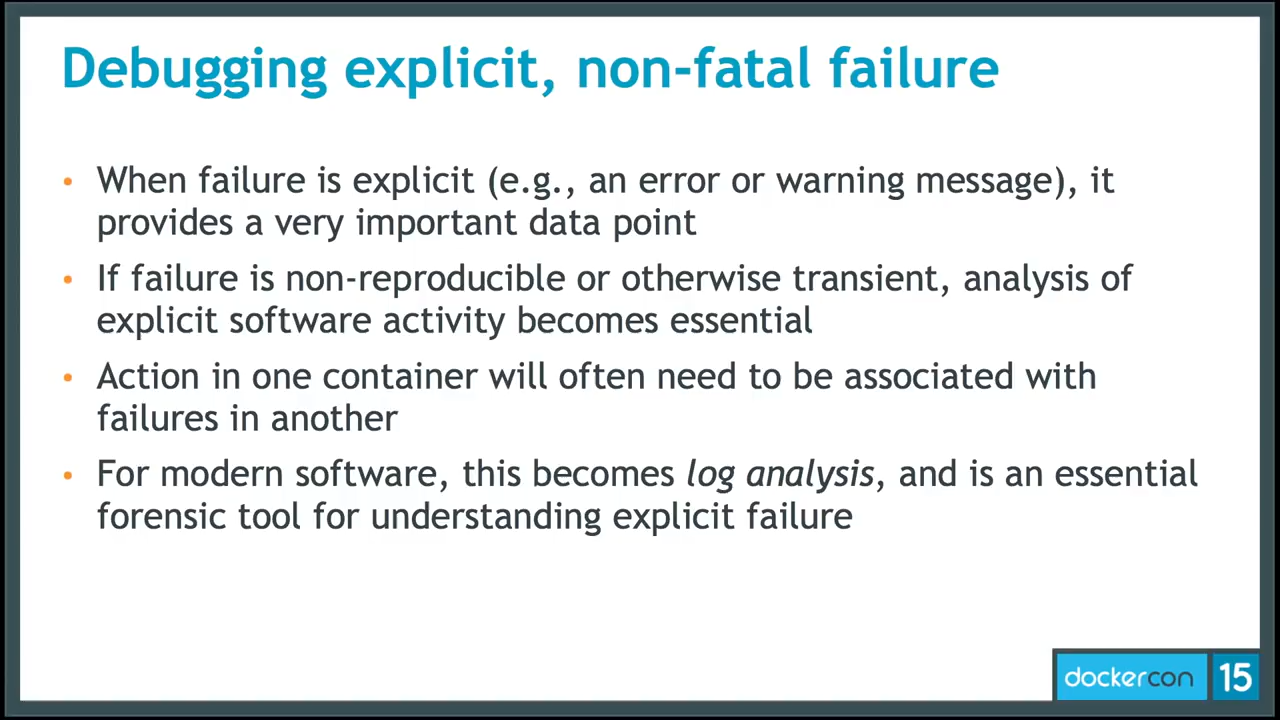 Debugging explicit, non-fatal failure
• When failure is explicit (e.g., an error or warning message), it
provides a very important data point
• If failure is non-reproducible or otherwise transient, analysis of
explicit software activity becomes essential
• Action in one container will often need to be associated with
failures in another
• For modern software, this becomes log analysis, and is an essential
forensic tool for understanding explicit failure
dockercon 15